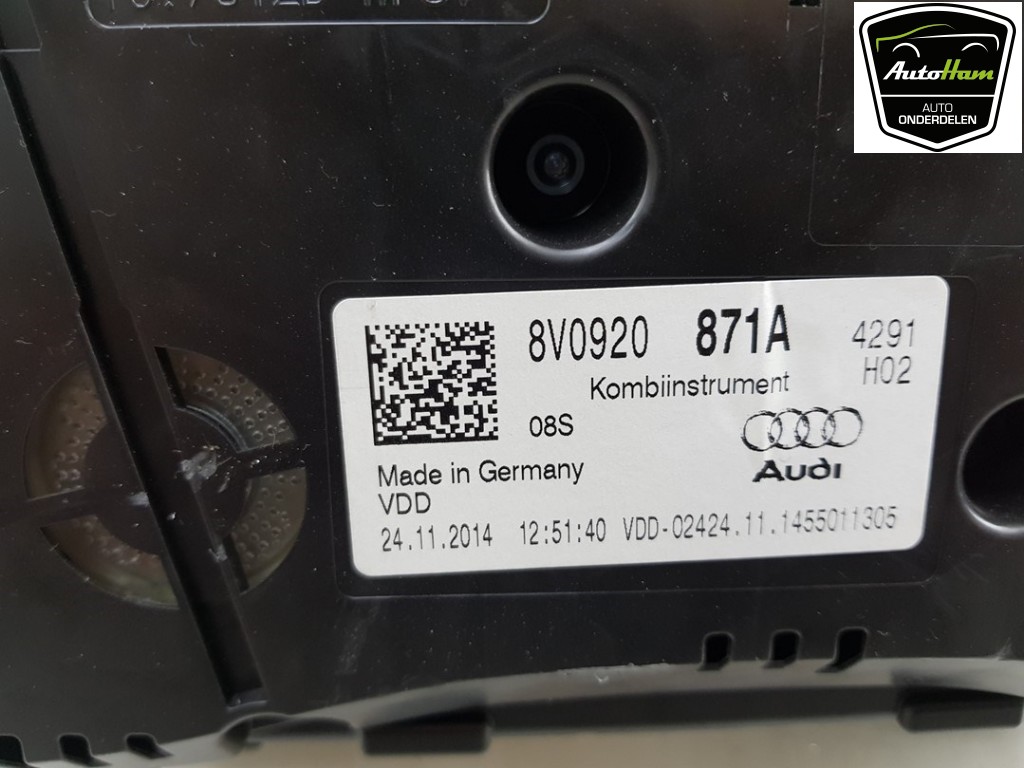 AutoHam
AUTO
ONDERDELEN
8V0920 871A 4291
Kombiinstrument H02
08S
Audi
Made in Germany
VDD
24.11.2014 12:51:40 VDD-02424.11.1455011305